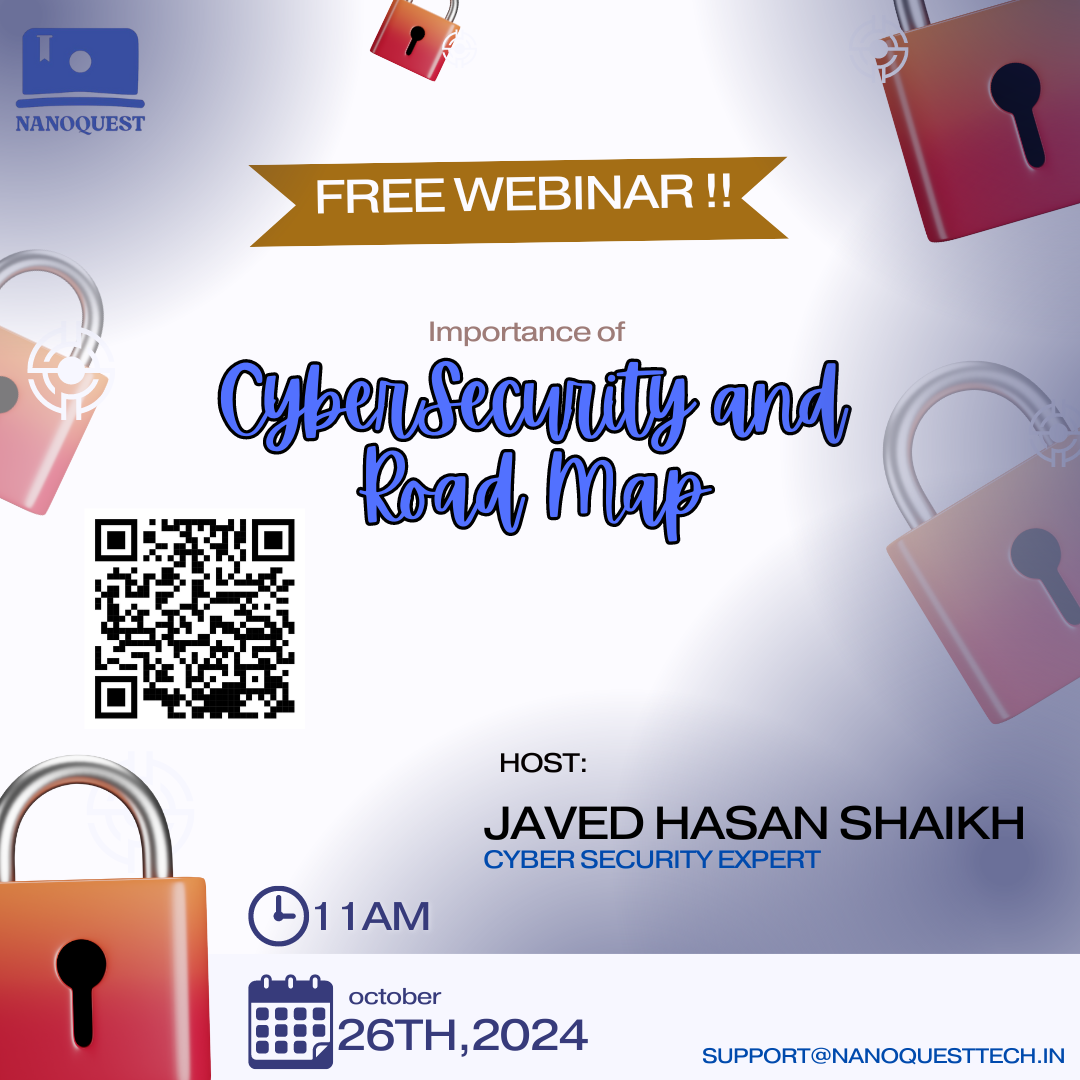 NANOQUEST
FREE WEBINAR !!
Importance of
CyberSecurity and
Road Map
HOST:
JAVED HASAN SHAIKH
CYBER SECURITY EXPERT
11AM
october
26TH,2024
SUPPORT@NANOQUESTTECH.IN